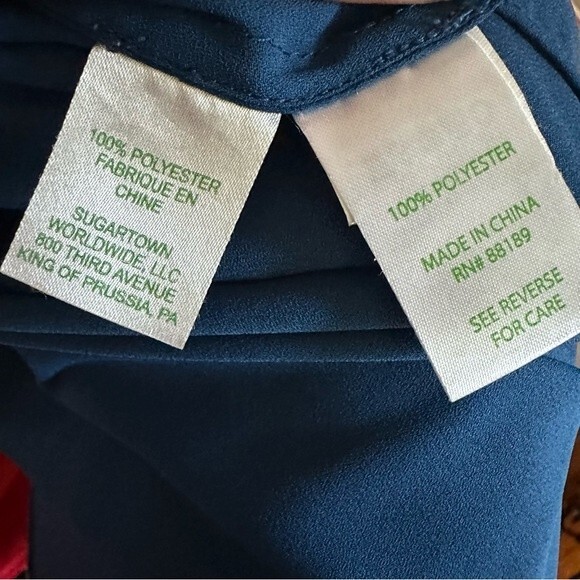 100% POLYESTER
FABRIQUE EN
CHINE
SUGARTOWN
WORLDWIDE, LLC
800 THIRD AVENUE
KING OF PRUSSIA, PA
100% POLYESTER
MADE IN CHINA
RN# 88189
SEE REVERSE
FOR CARE